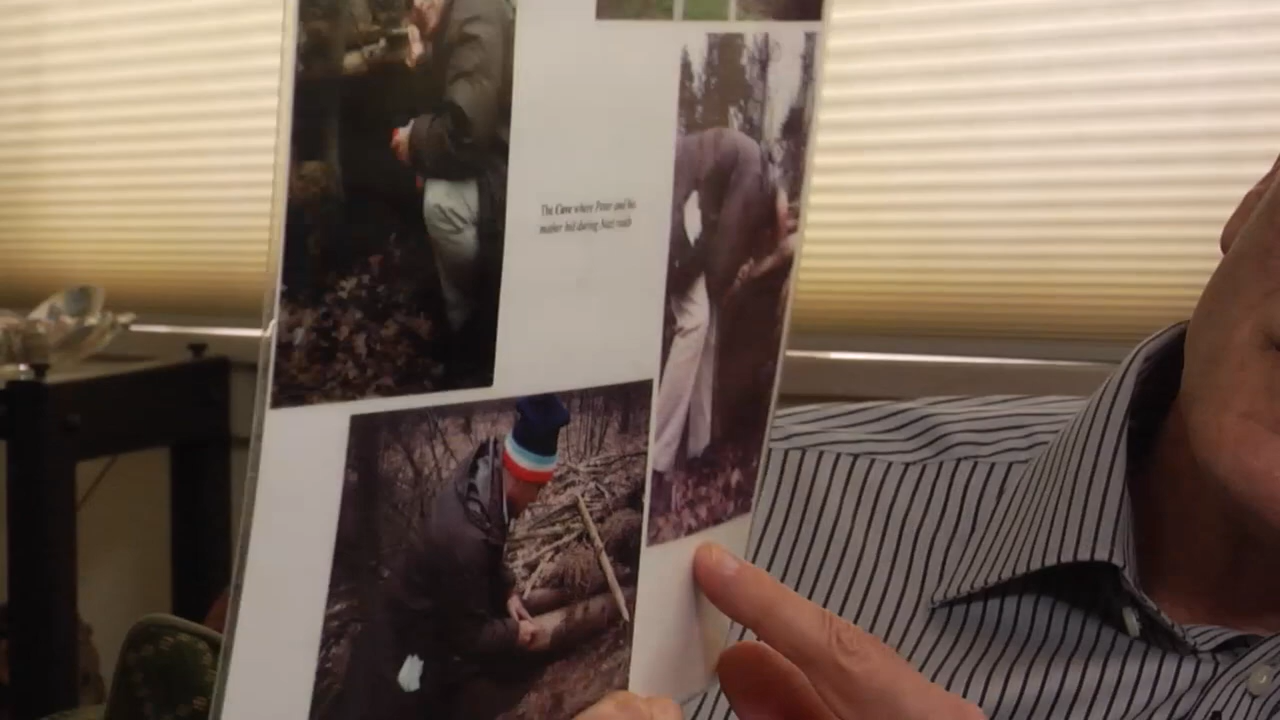 The Cave where Peter and his
mother hid during Nazi raids